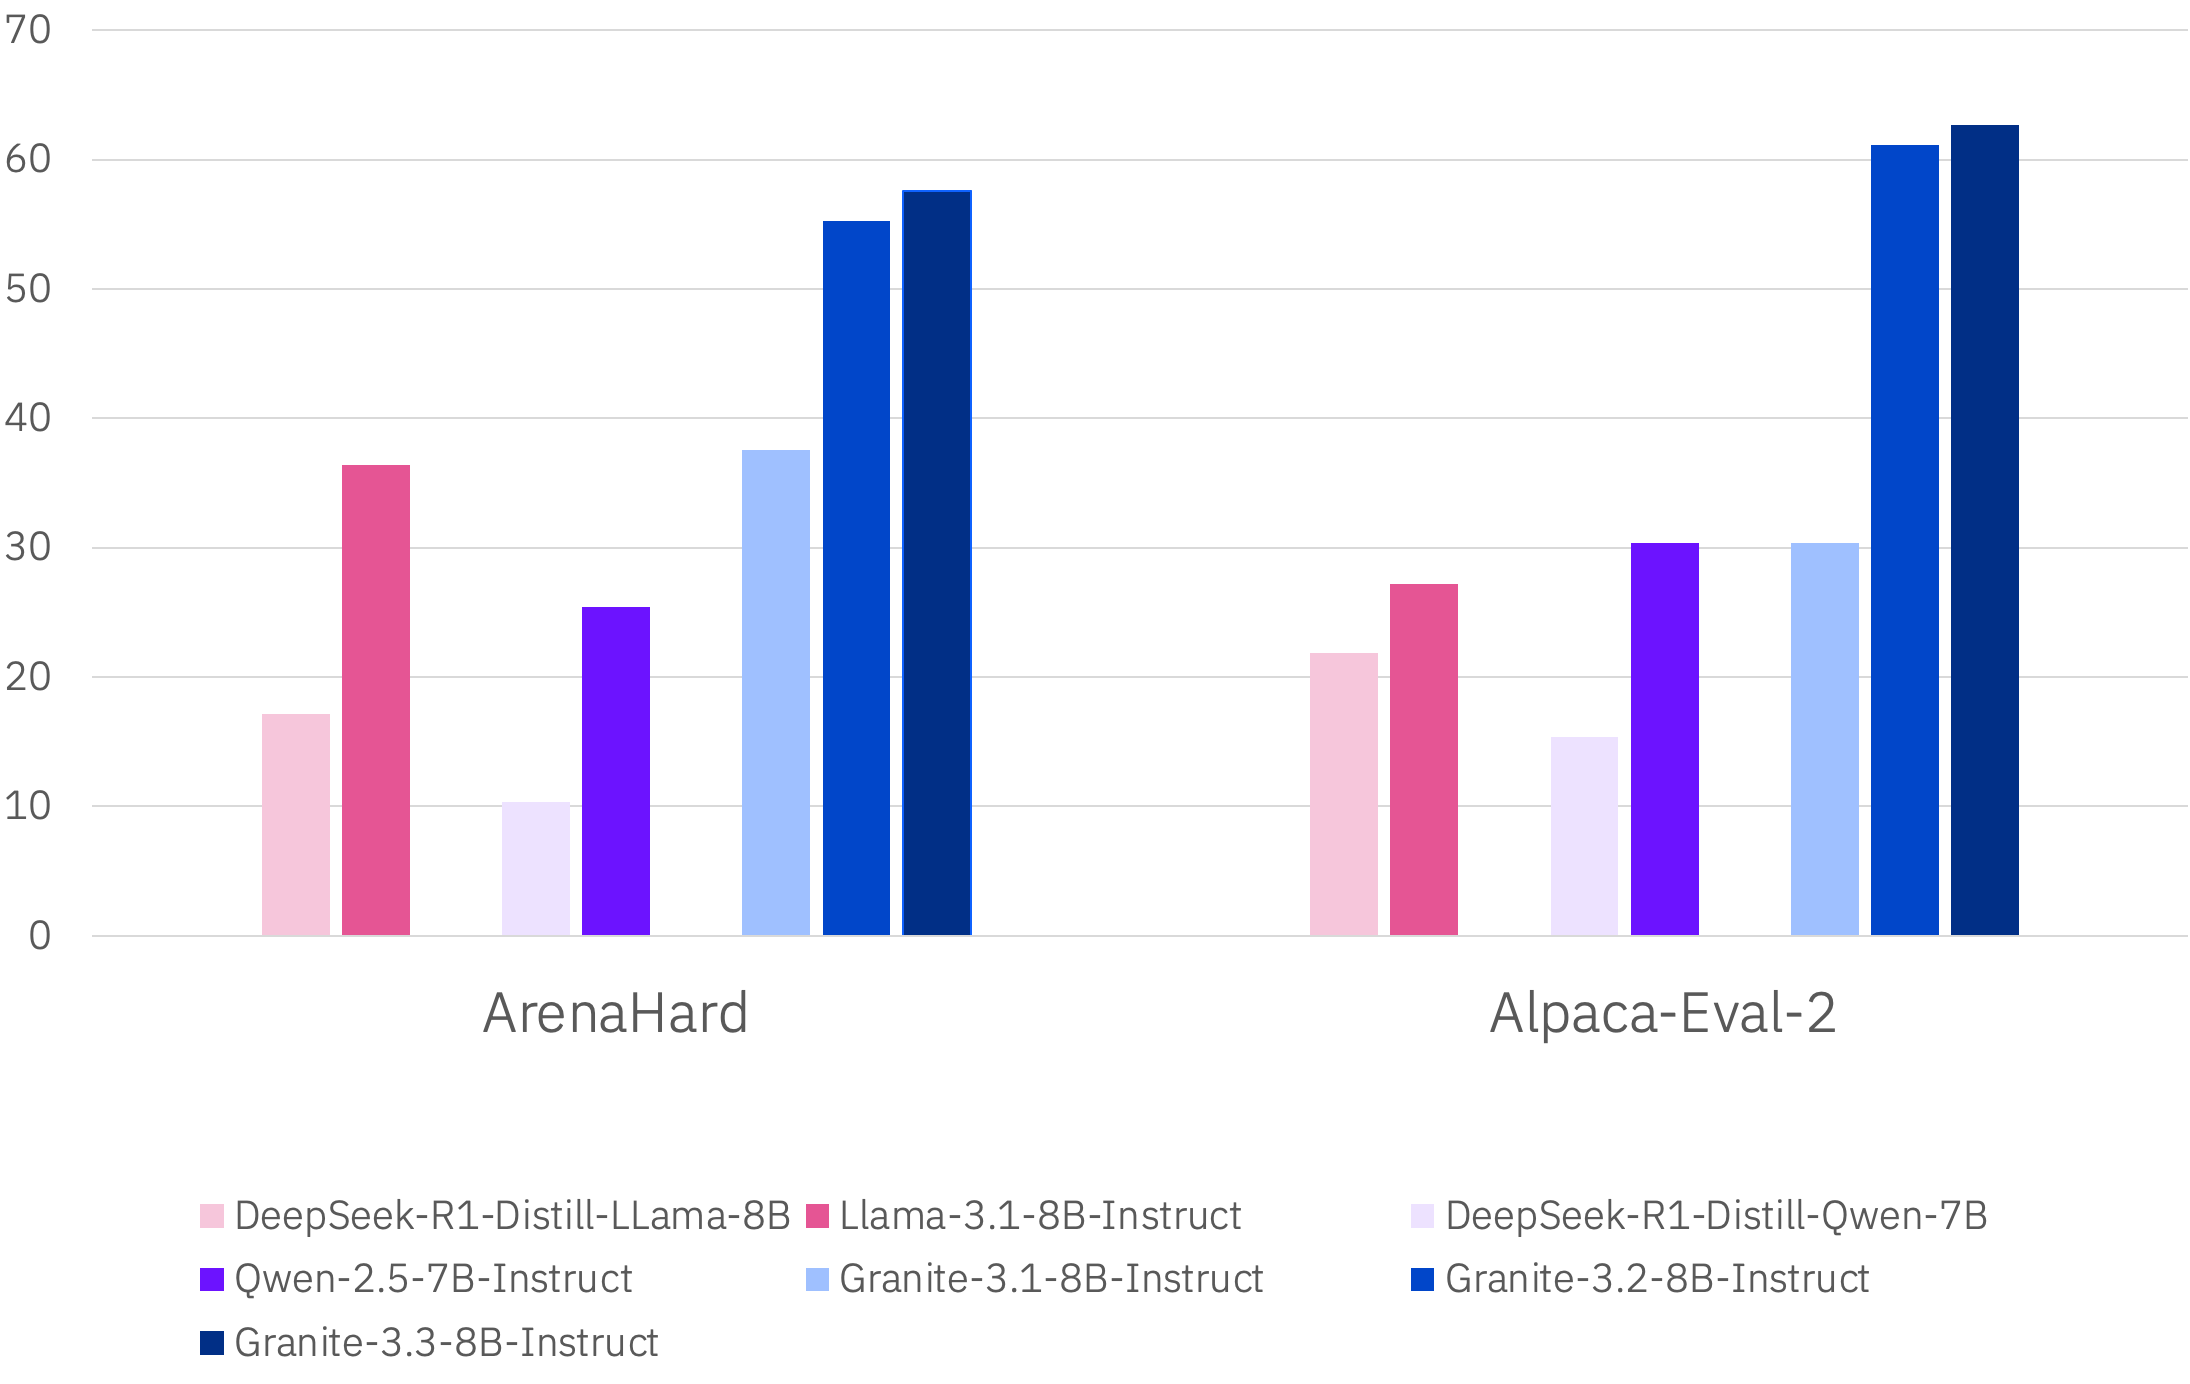 70
60
50
40
30
20
10
0
ArenaHard Alpaca-Eval-2
DeepSeek-R1-Distill-LLama-8B Llama-3.1-8B-Instruct DeepSeek-R1-Distill-Qwen-7B
Qwen-2.5-7B-Instruct Granite-3.1-8B-Instruct Granite-3.2-8B-Instruct
Granite-3.3-8B-Instruct